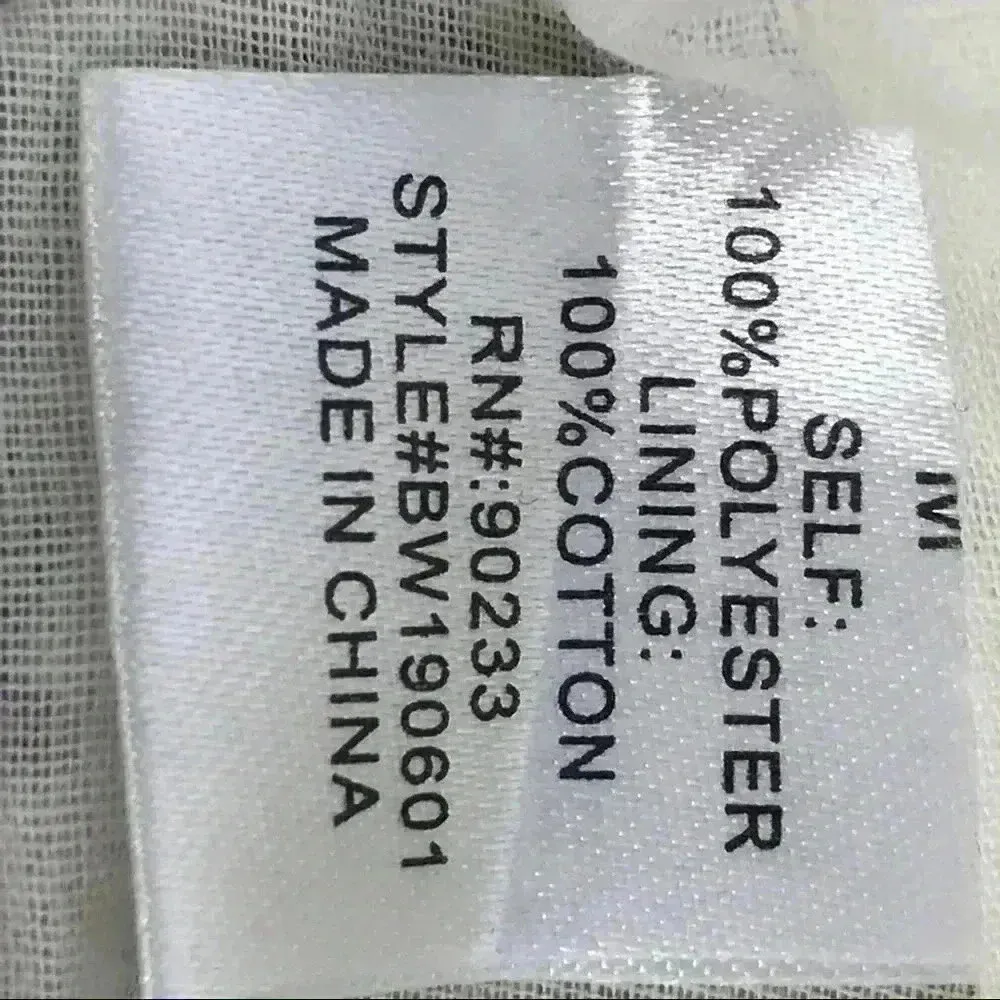 M
SELF:
100%POLYESTER
LINING:
100%COTTON
RN#:90233
STYLE#BW190601
MADE IN CHINA